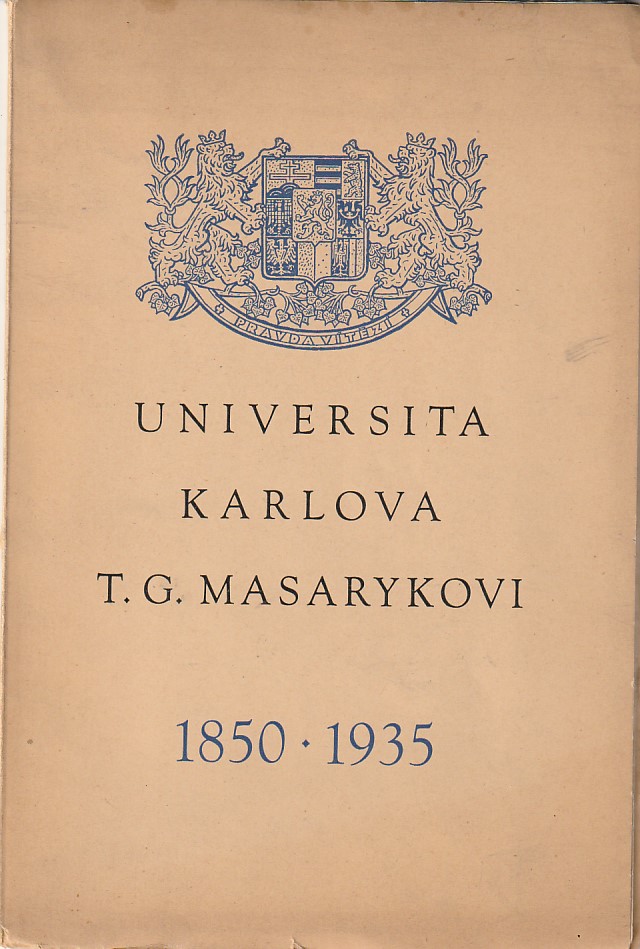 PRAVDA VÍTĚZÍ
UNIVERSITA
KARLOVA
T. G. MASARYKOVI
1850 · 1935